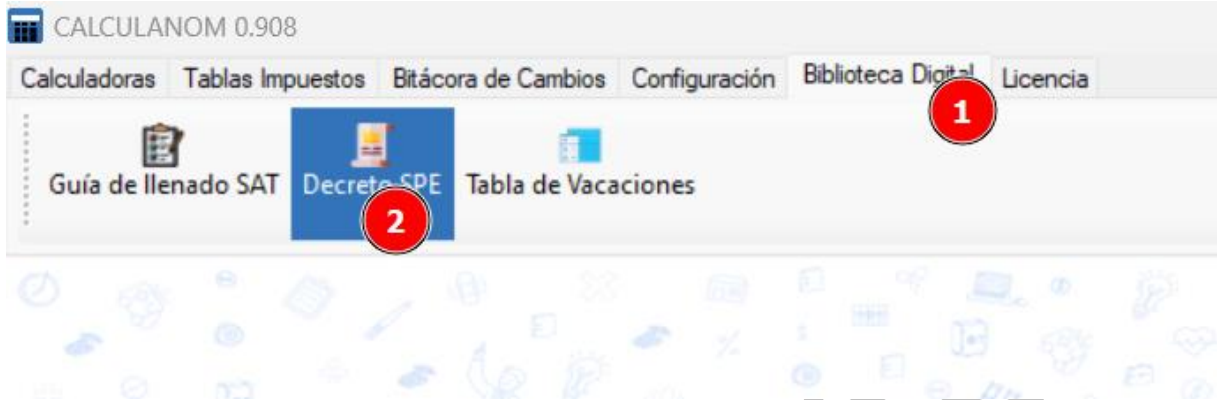 CALCULANOM 0.908
Calculadoras Tablas Impuestos Bitácora de Cambios Configuración Biblioteca Digital Licencia
1
Guía de llenado SAT Decreto SPE Tabla de Vacaciones
2